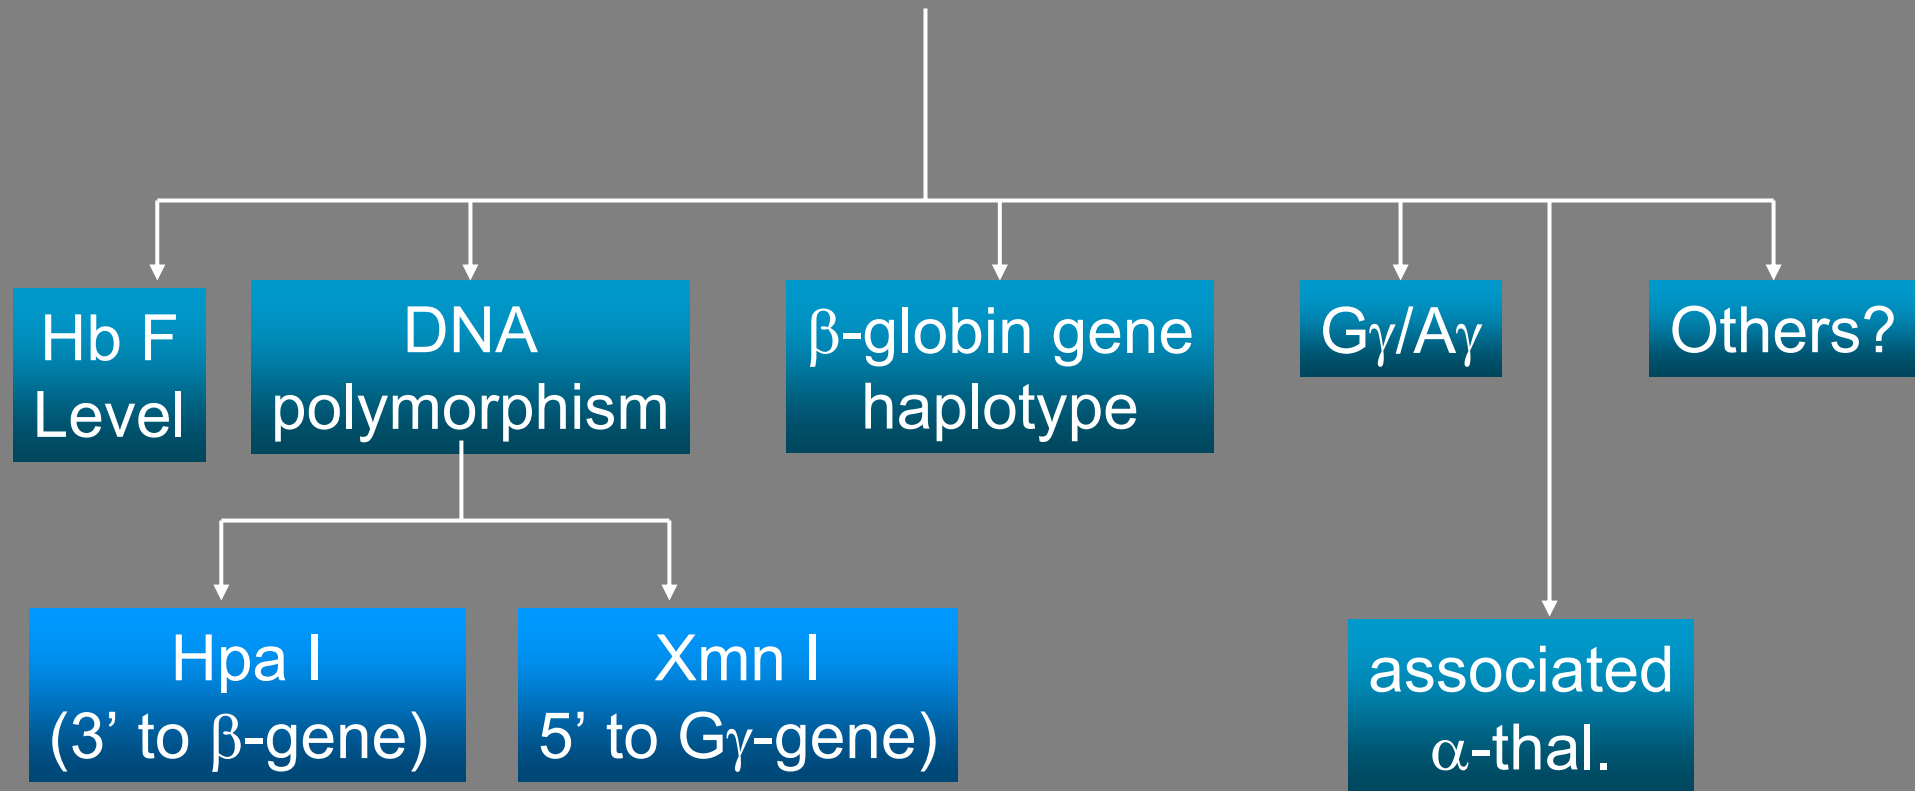 Hb F
Level
DNA
polymorphism
β-globin gene
haplotype
Gγ/Aγ
Others?
Hpa I
(3’ to β-gene)
Xmn I
5’ to Gγ-gene)
associated
α-thal.